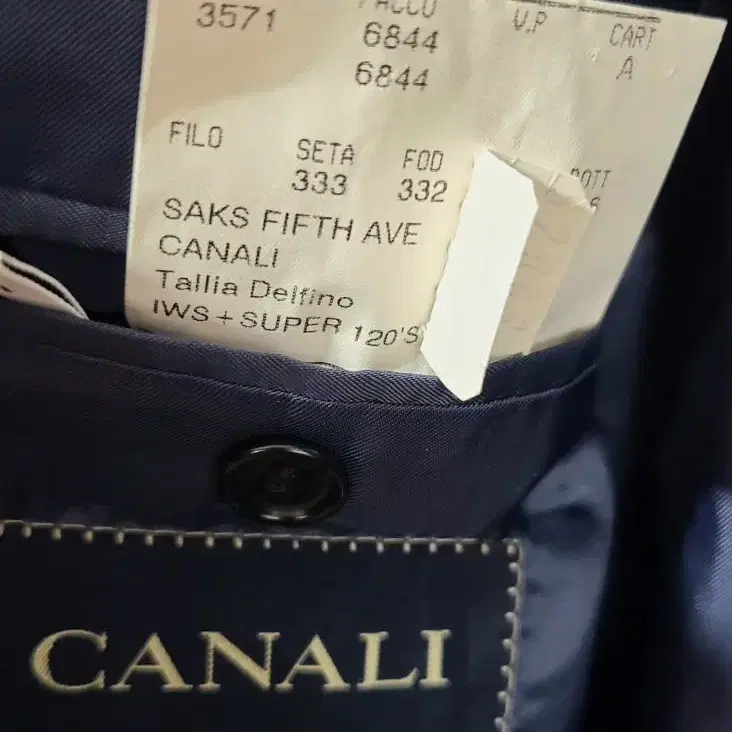 3571 PACCO V.P CART
6844 A
6844
FILO SETA FOD
333 332
SAKS FIFTH AVE
CANALI
Tallia Delfino
IWS + SUPER 120'S
CANALI